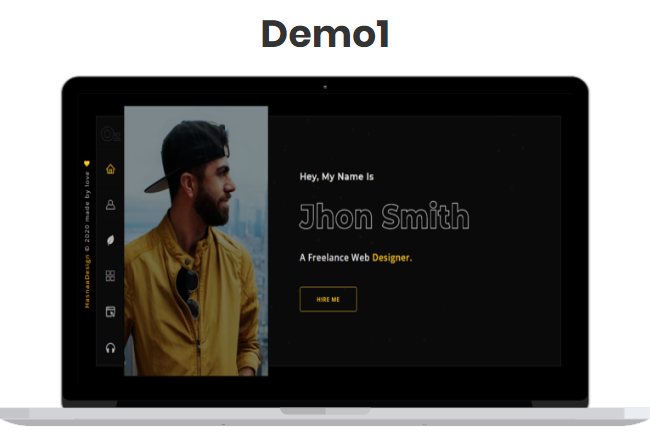 Demo1
HasnaaDesign © 2020 made by love
Hey, My Name Is
Jhon Smith
A Freelance Web Designer.
HIRE ME